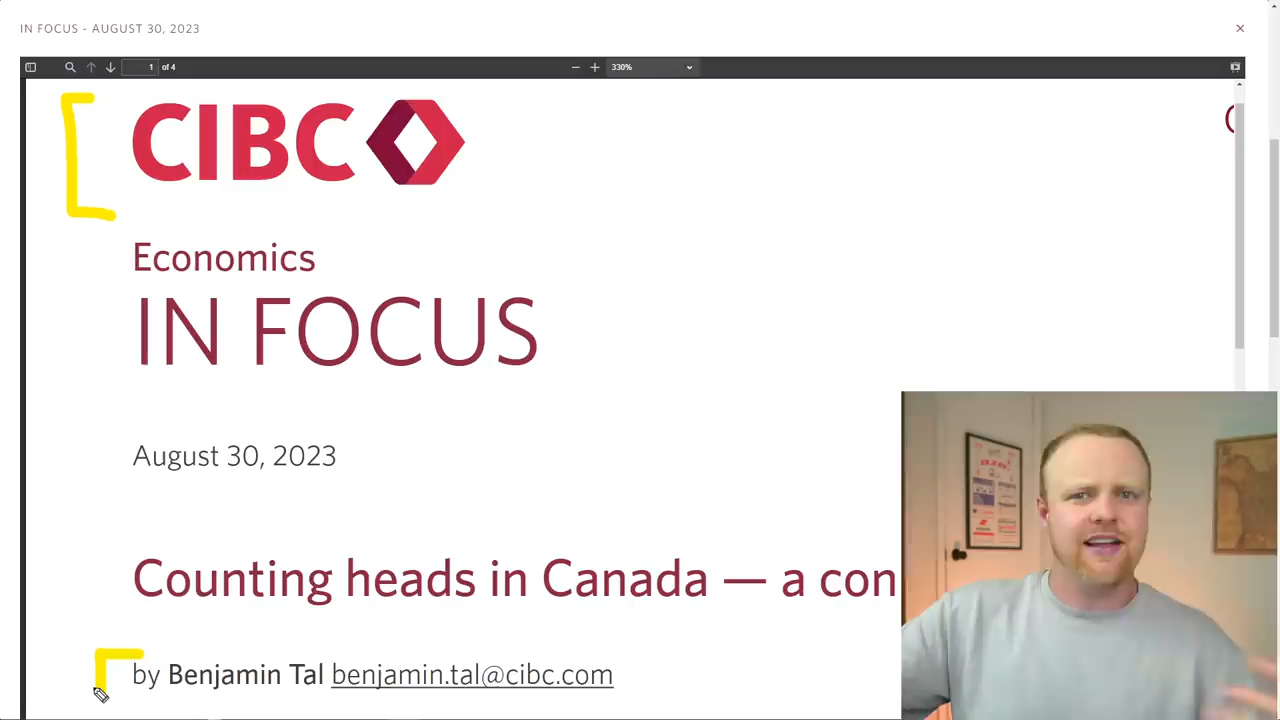 IN FOCUS - AUGUST 30, 2023
1 of 4
330%
CIBC
Economics
IN FOCUS
August 30, 2023
Counting heads in Canada — a con
by Benjamin Tal benjamin.tal@cibc.com